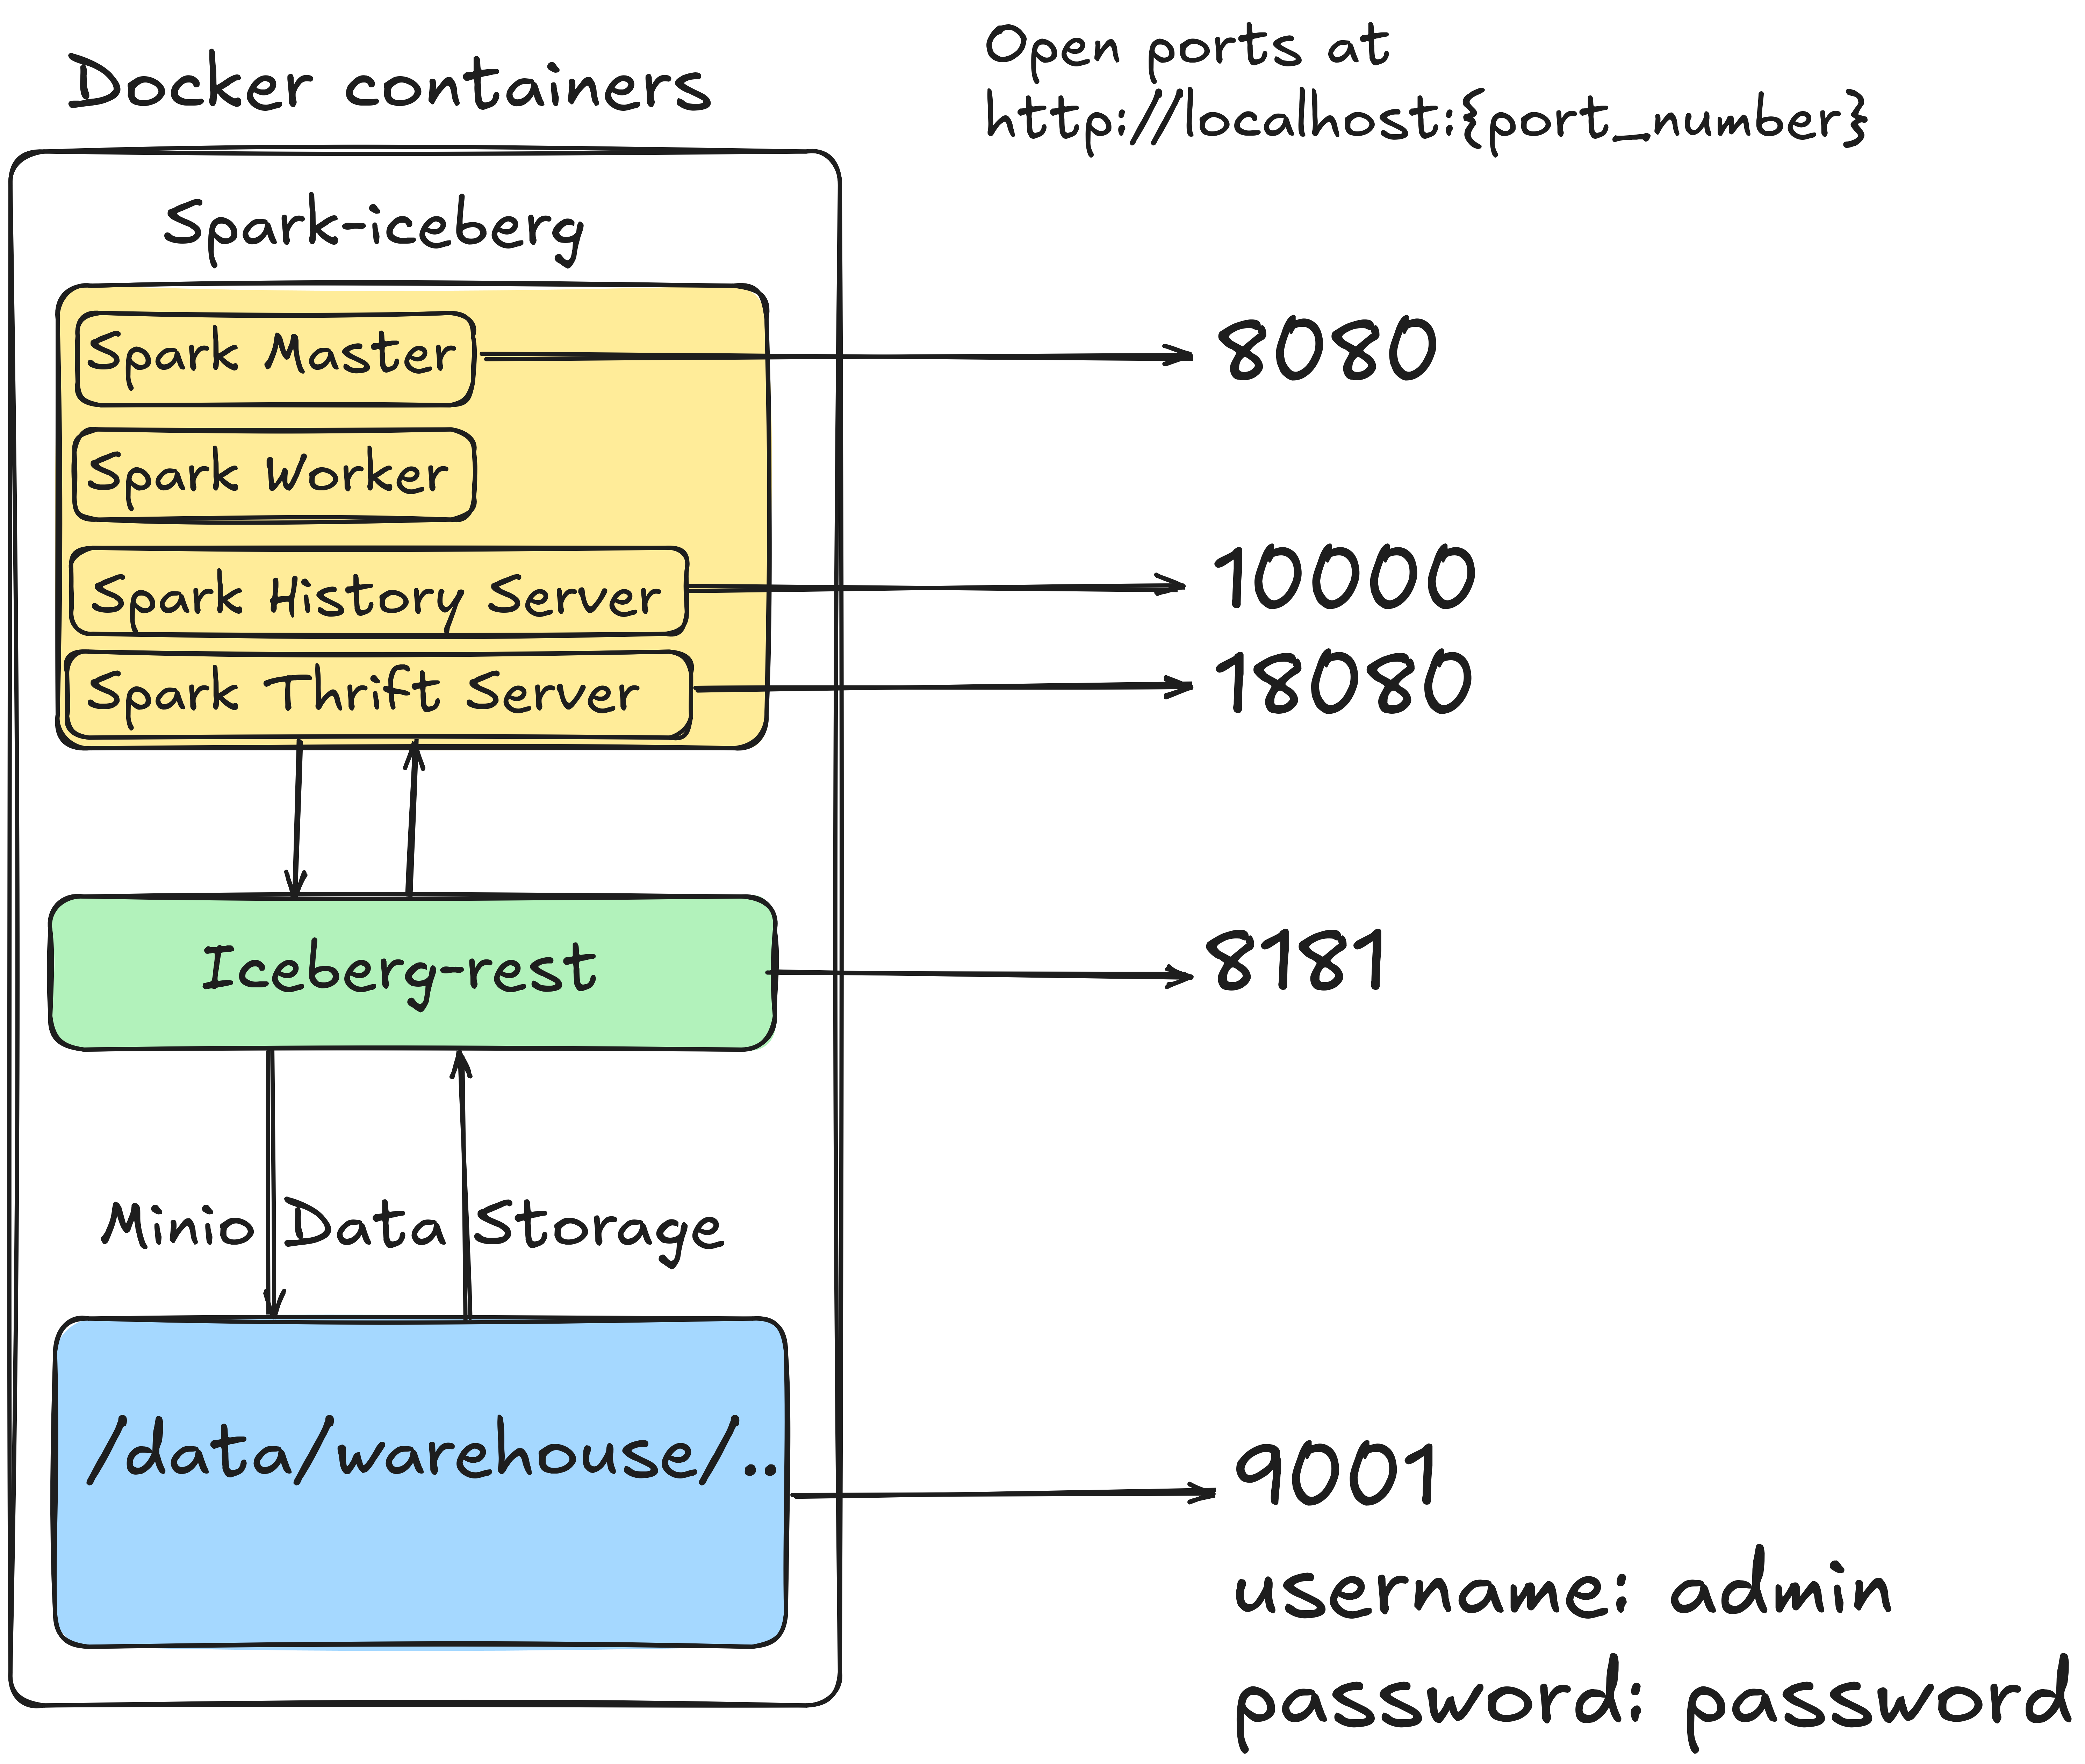 Docker containers
Open ports at
http://localhost:{port_number}
Spark-iceberg
Spark Master
8080
Spark Worker
Spark History Server
10000
Spark Thrift Server
18080
Iceberg-rest
8181
Minio Data Storage
/data/warehouse/...
9001
username: admin
password: password